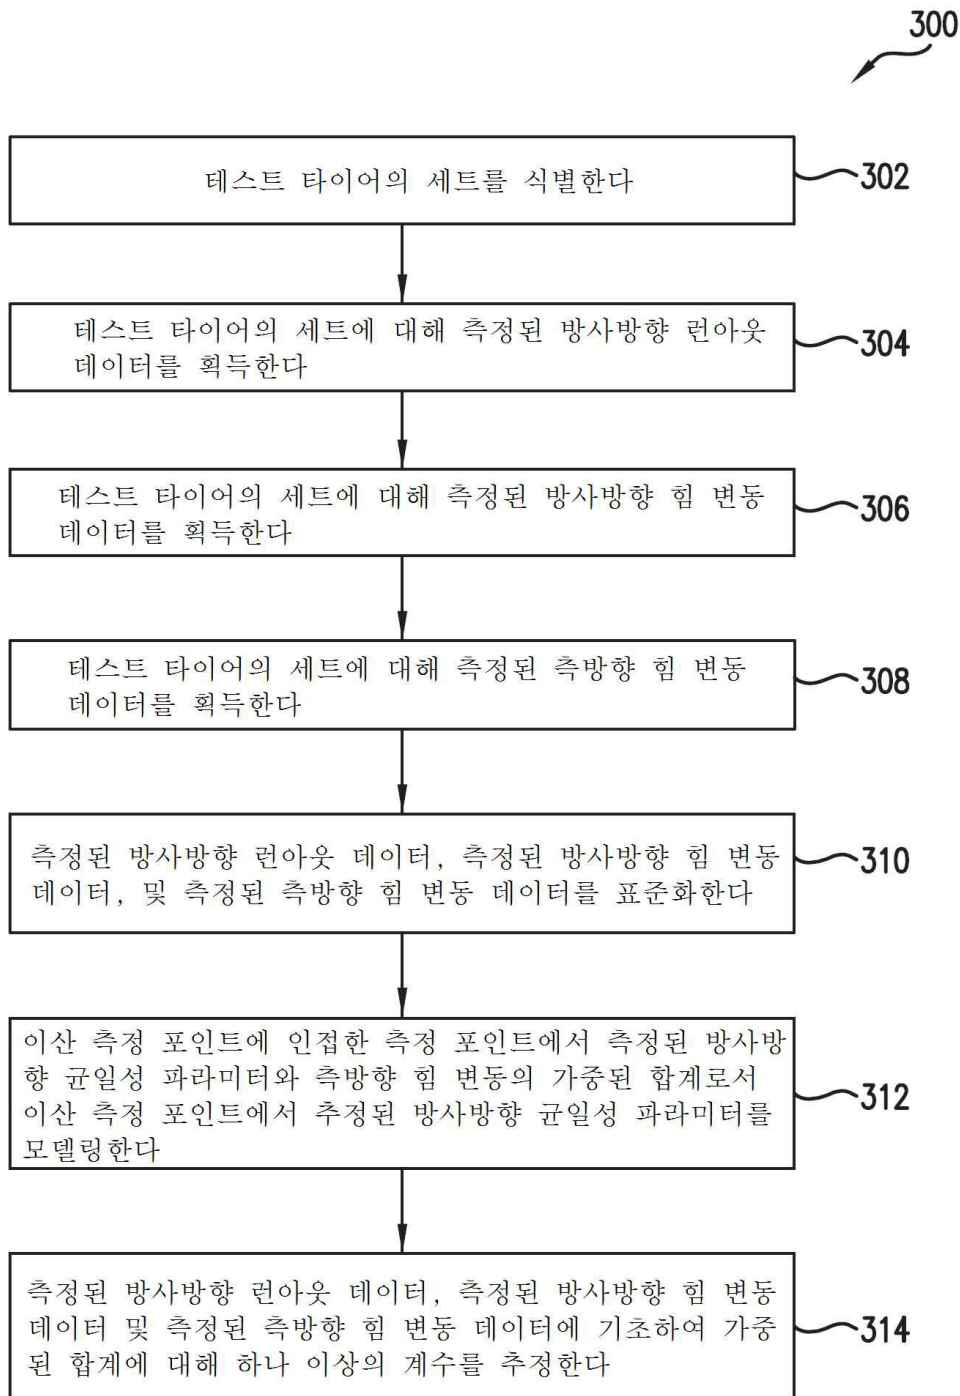 300
테스트 타이어의 세트를 식별한다
302
테스트 타이어의 세트에 대해 측정된 방사방향 런아웃
데이터를 획득한다
304
테스트 타이어의 세트에 대해 측정된 방사방향 힘 변동
데이터를 획득한다
306
테스트 타이어의 세트에 대해 측정된 측방향 힘 변동
데이터를 획득한다
308
측정된 방사방향 런아웃 데이터, 측정된 방사방향 힘 변동
데이터, 및 측정된 측방향 힘 변동 데이터를 표준화한다
310
이산 측정 포인트에 인접한 측정 포인트에서 측정된 방사방
향 균일성 파라미터와 측방향 힘 변동의 가중된 합계로서
이산 측정 포인트에서 추정된 방사방향 균일성 파라미터를
모델링한다
312
측정된 방사방향 런아웃 데이터, 측정된 방사방향 힘 변동
데이터 및 측정된 측방향 힘 변동 데이터에 기초하여 가중
된 합계에 대해 하나 이상의 계수를 추정한다
314